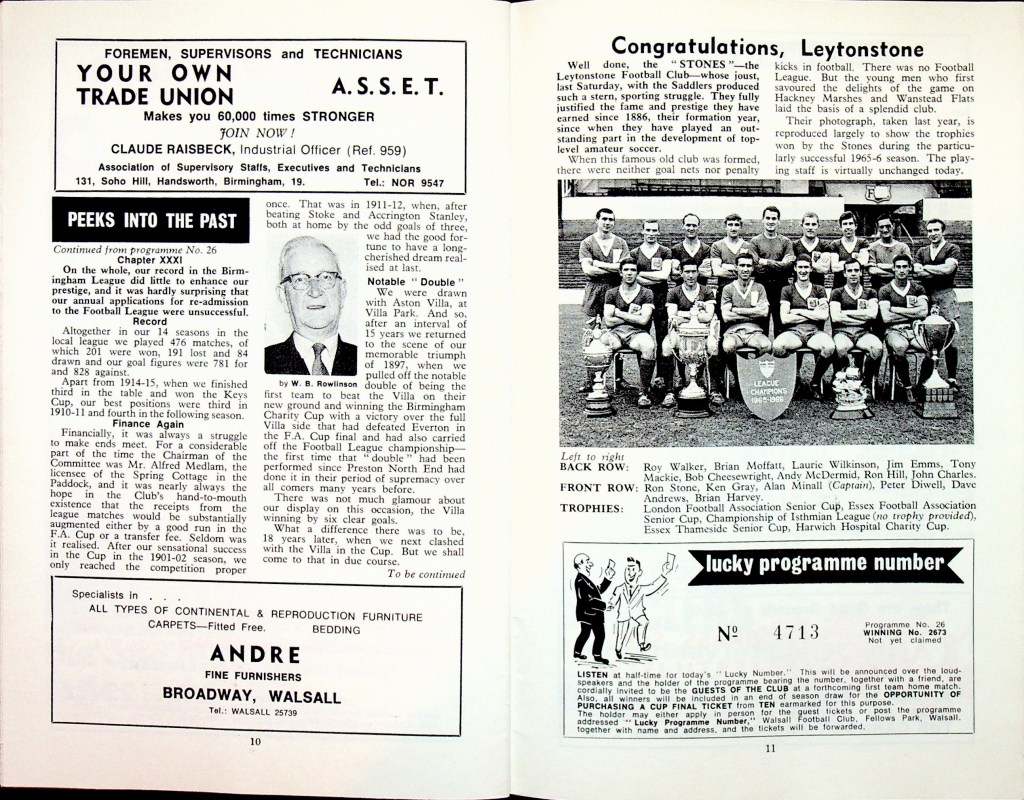 FOREMEN, SUPERVISORS and TECHNICIANS
YOUR OWN
TRADE UNION
A.S.S.E.T.
Makes you 60,000 times STRONGER
JOIN NOW !
CLAUDE RAISBECK, Industrial Officer (Ref. 959)
Association of Supervisory Staffs, Executives and Technicians
131, Soho Hill, Handsworth, Birmingham, 19. Tel.: NOR 9547
PEEKS INTO THE PAST
Continued from programme No. 26
Chapter XXXI
On the whole, our record in the Birm-
ingham League did little to enhance our
prestige, and it was hardly surprising that
our annual applications for re-admission
to the Football League were unsuccessful.
Record
Altogether in our 14 seasons in the
local league we played 476 matches, of
which 201 were won, 191 lost and 84
drawn and our goal figures were 781 for
and 828 against.
Apart from 1914-15, when we finished
third in the table and won the Keys
Cup, our best positions were third in
1910-11 and fourth in the following season.
Finance Again
Financially, it was always a struggle
to make ends meet. For a considerable
part of the time the Chairman of the
Committee was Mr. Alfred Medlam, the
licensee of the Spring Cottage in the
Paddock, and it was nearly always the
hope in the Club's hand-to-mouth
existence that the receipts from the
league matches would be substantially
augmented either by a good run in the
F.A. Cup or a transfer fee. Seldom was
it realised. After our sensational success
in the Cup in the 1901-02 season, we
only reached the competition proper
once. That was in 1911-12, when, after
beating Stoke and Accrington Stanley,
both at home by the odd goals of three,
we had the good for-
tune to have a long-
cherished dream real-
ised at last.
Notable "Double"
We were drawn
with Aston Villa, at
Villa Park. And so,
after an interval of
15 years we returned
to the scene of our
memorable triumph
of 1897, when we
pulled off the notable
double of being the
by W. B. Rowlinson
first team to beat the Villa on their
new ground and winning the Birmingham
Charity Cup with a victory over the full
Villa side that had defeated Everton in
the F.A. Cup final and had also carried
off the Football League championship—
the first time that "double" had been
performed since Preston North End had
done it in their period of supremacy over
all comers many years before.
There was not much glamour about
our display on this occasion, the Villa
winning by six clear goals.
What a difference there was to be,
18 years later, when we next clashed
with the Villa in the Cup. But we shall
come to that in due course.
To be continued
Specialists in . . .
ALL TYPES OF CONTINENTAL & REPRODUCTION FURNITURE
CARPETS—Fitted Free. BEDDING
ANDRE
FINE FURNISHERS
BROADWAY, WALSALL
Tel.: WALSALL 25739
10
Congratulations, Leytonstone
Well done, the "STONES"—the
Leytonstone Football Club—whose joust,
last Saturday, with the Saddlers produced
such a stern, sporting struggle. They fully
justified the fame and prestige they have
earned since 1886, their formation year,
since when they have played an out-
standing part in the development of top-
level amateur soccer.
When this famous old club was formed,
there were neither goal nets nor penalty
kicks in football. There was no Football
League. But the young men who first
savoured the delights of the game on
Hackney Marshes and Wanstead Flats
laid the basis of a splendid club.
Their photograph, taken last year, is
reproduced largely to show the trophies
won by the Stones during the particu-
larly successful 1965-6 season. The play-
ing staff is virtually unchanged today.
LEAGUE
CHAMPIONS
1965-1966
Left to right
BACK ROW: Roy Walker, Brian Moffatt, Laurie Wilkinson, Jim Emms, Tony
Mackie, Bob Cheesewright, Andy McDermid, Ron Hill, John Charles.
FRONT ROW: Ron Stone, Ken Gray, Alan Minall (Captain), Peter Diwell, Dave
Andrews, Brian Harvey.
TROPHIES: London Football Association Senior Cup, Essex Football Association
Senior Cup, Championship of Isthmian League (no trophy provided),
Essex Thameside Senior Cup, Harwich Hospital Charity Cup.
lucky programme number
No 4713
Programme No. 26
WINNING No. 2673
Not yet claimed
LISTEN at half-time for today's "Lucky Number." This will be announced over the loud-
speakers and the holder of the programme bearing the number, together with a friend, are
cordially invited to be the GUESTS OF THE CLUB at a forthcoming first team home match.
Also, all winners will be included in an end of season draw for the OPPORTUNITY OF
PURCHASING A CUP FINAL TICKET from TEN earmarked for this purpose.
The holder may either apply in person for the guest tickets or post the programme
addressed "Lucky Programme Number," Walsall Football Club, Fellows Park, Walsall.
together with name and address, and the tickets will be forwarded.
11